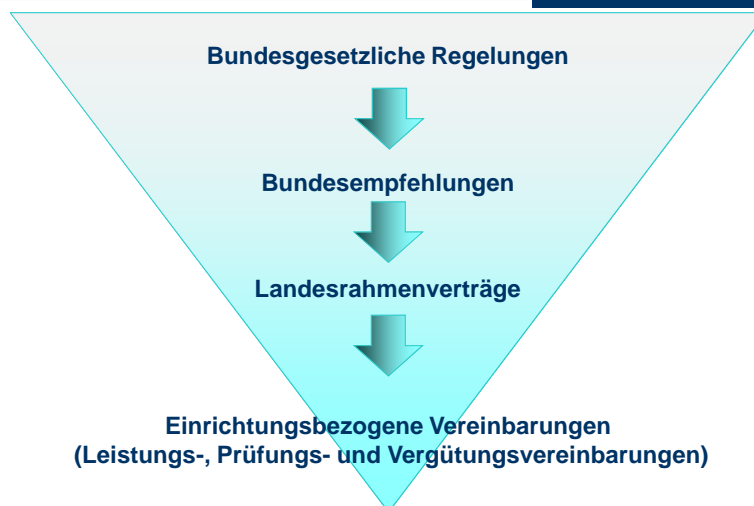 Bundesgesetzliche Regelungen
Bundesempfehlungen
Landesrahmenverträge
Einrichtungsbezogene Vereinbarungen
(Leistungs-, Prüfungs- und Vergütungsvereinbarungen)